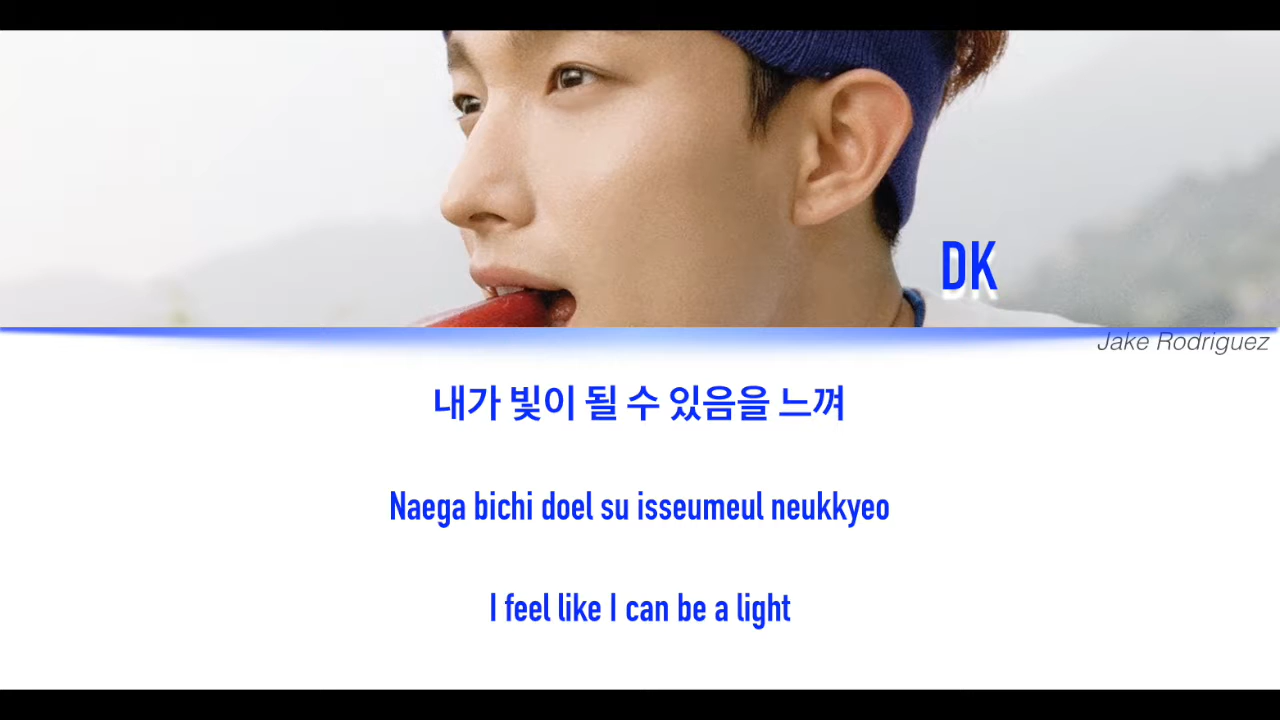 DK
Jake Rodriguez
내가 빛이 될 수 있음을 느껴
Naega bichi doel su isseumeul neukkyeo
I feel like I can be a light